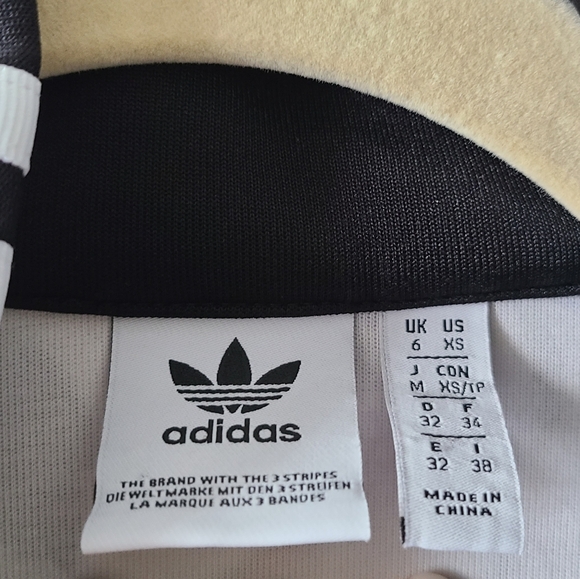 adidas
THE BRAND WITH THE 3 STRIPES
DIE WELTMARKE MIT DEN 3 STREIFEN
LA MARQUE AUX 3 BANDES
UK US
6 XS
J CDN
M XS/TP
D F
32 34
E I
32 38
MADE IN
CHINA